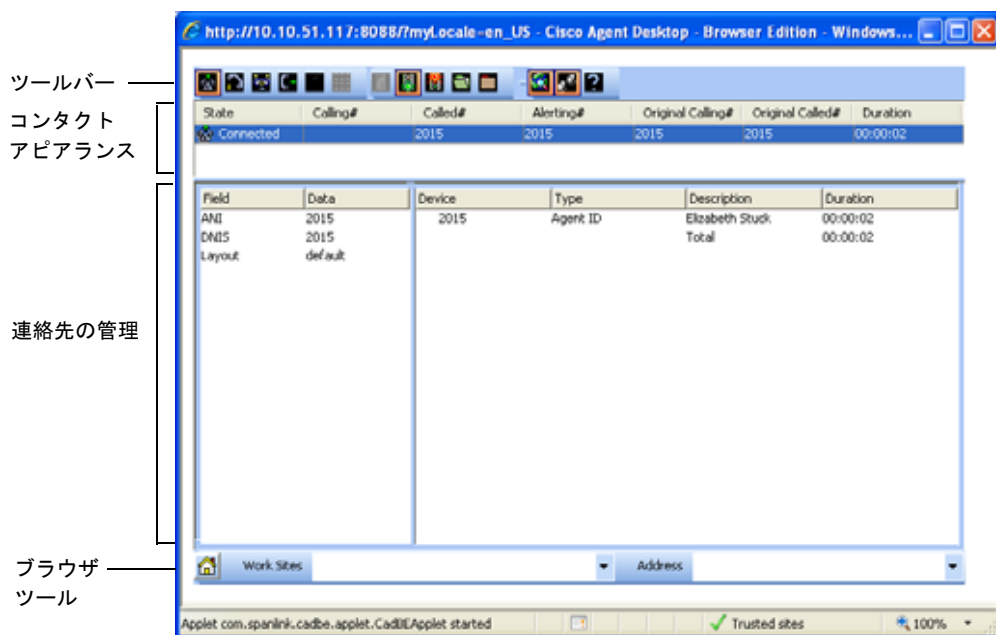 http://10.10.51.117:8088/?myLocale=en_US - Cisco Agent Desktop - Browser Edition - Windows...
ツールバー
コンタクト
アピアランス
State Calling# Called# Alerting# Original Calling# Original Called# Duration
Connected 2015 2015 2015 2015 00:00:02
連絡先の管理
Field Data
ANI 2015
DNIS 2015
Layout default
Device Type Description Duration
2015 Agent ID Elizabeth Stuck 00:00:02
Total 00:00:02
ブラウザ
ツール
Work Sites Address
Applet com.spanlink.cadbe.applet.CadBEApplet started Trusted sites 100%